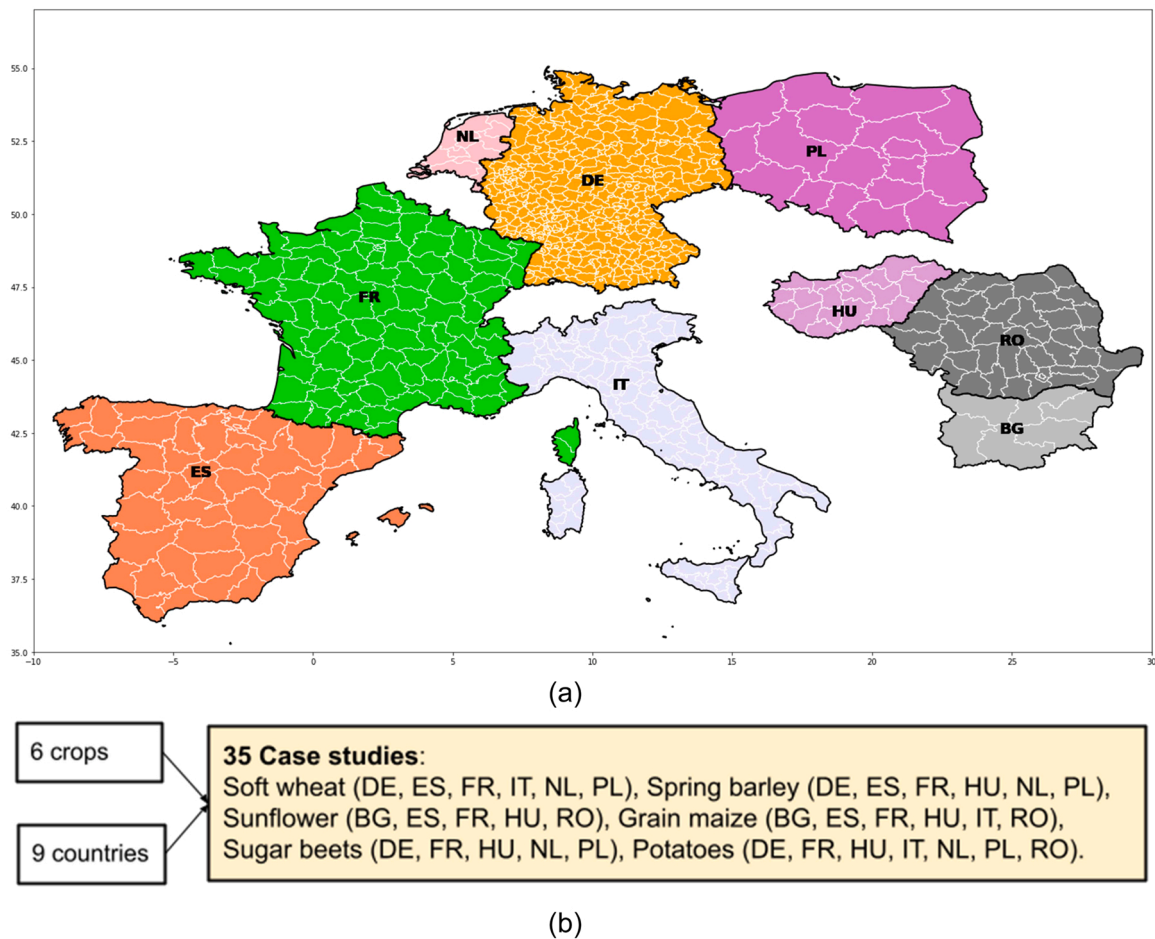 55.0
52.5
50.0
47.5
45.0
42.5
40.0
37.5
35.0
NL
DE
PL
FR
HU
RO
IT
BG
ES
-10 -5 0 5 10 15 20 25 30
(a)
6 crops
9 countries
35 Case studies:
Soft wheat (DE, ES, FR, IT, NL, PL), Spring barley (DE, ES, FR, HU, NL, PL),
Sunflower (BG, ES, FR, HU, RO), Grain maize (BG, ES, FR, HU, IT, RO),
Sugar beets (DE, FR, HU, NL, PL), Potatoes (DE, FR, HU, IT, NL, PL, RO).
(b)